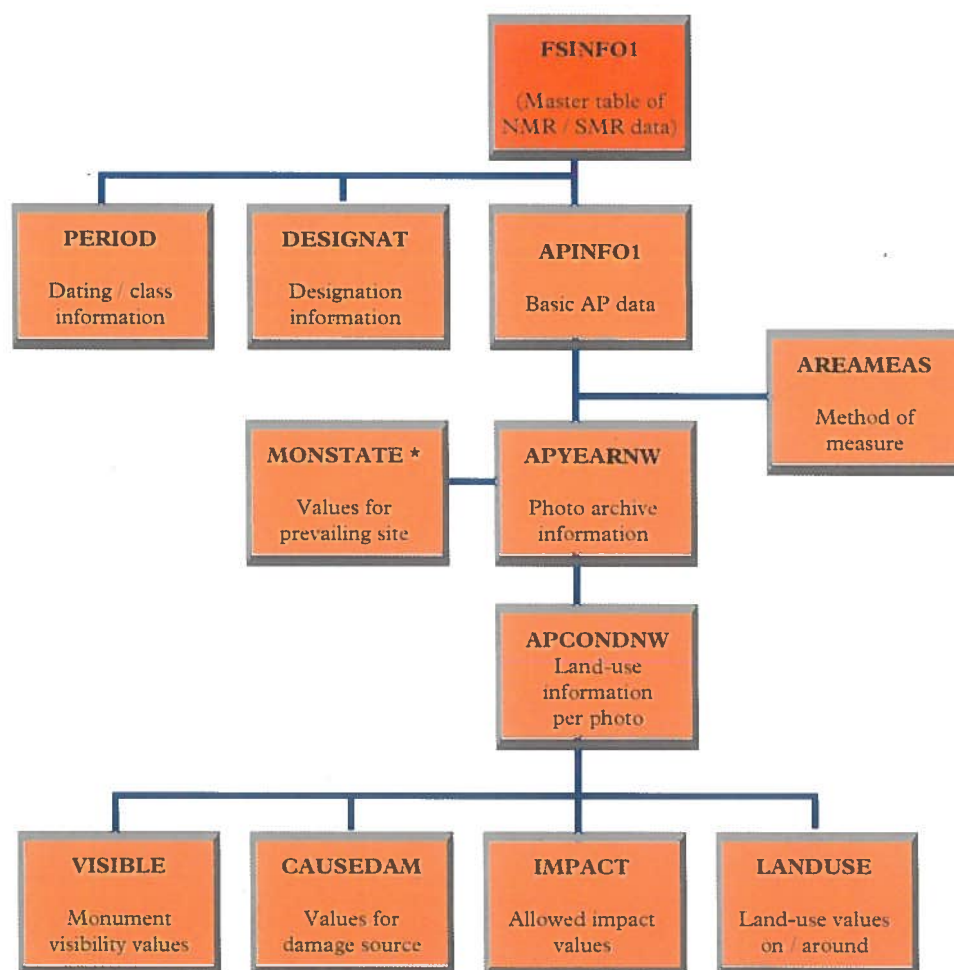 FSINFO1
(Master table of
NMR / SMR data)
PERIOD
Dating / class
information
DESIGNAT
Designation
information
APINFO1
Basic AP data
AREAMEAS
Method of
measure
MONSTATE *
Values for
prevailing site
APYEARNW
Photo archive
information
APCONDNW
Land-use
information
per photo
VISIBLE
Monument
visibility values
CAUSEDAM
Values for
damage source
IMPACT
Allowed impact
values
LANDUSE
Land-use values
on / around